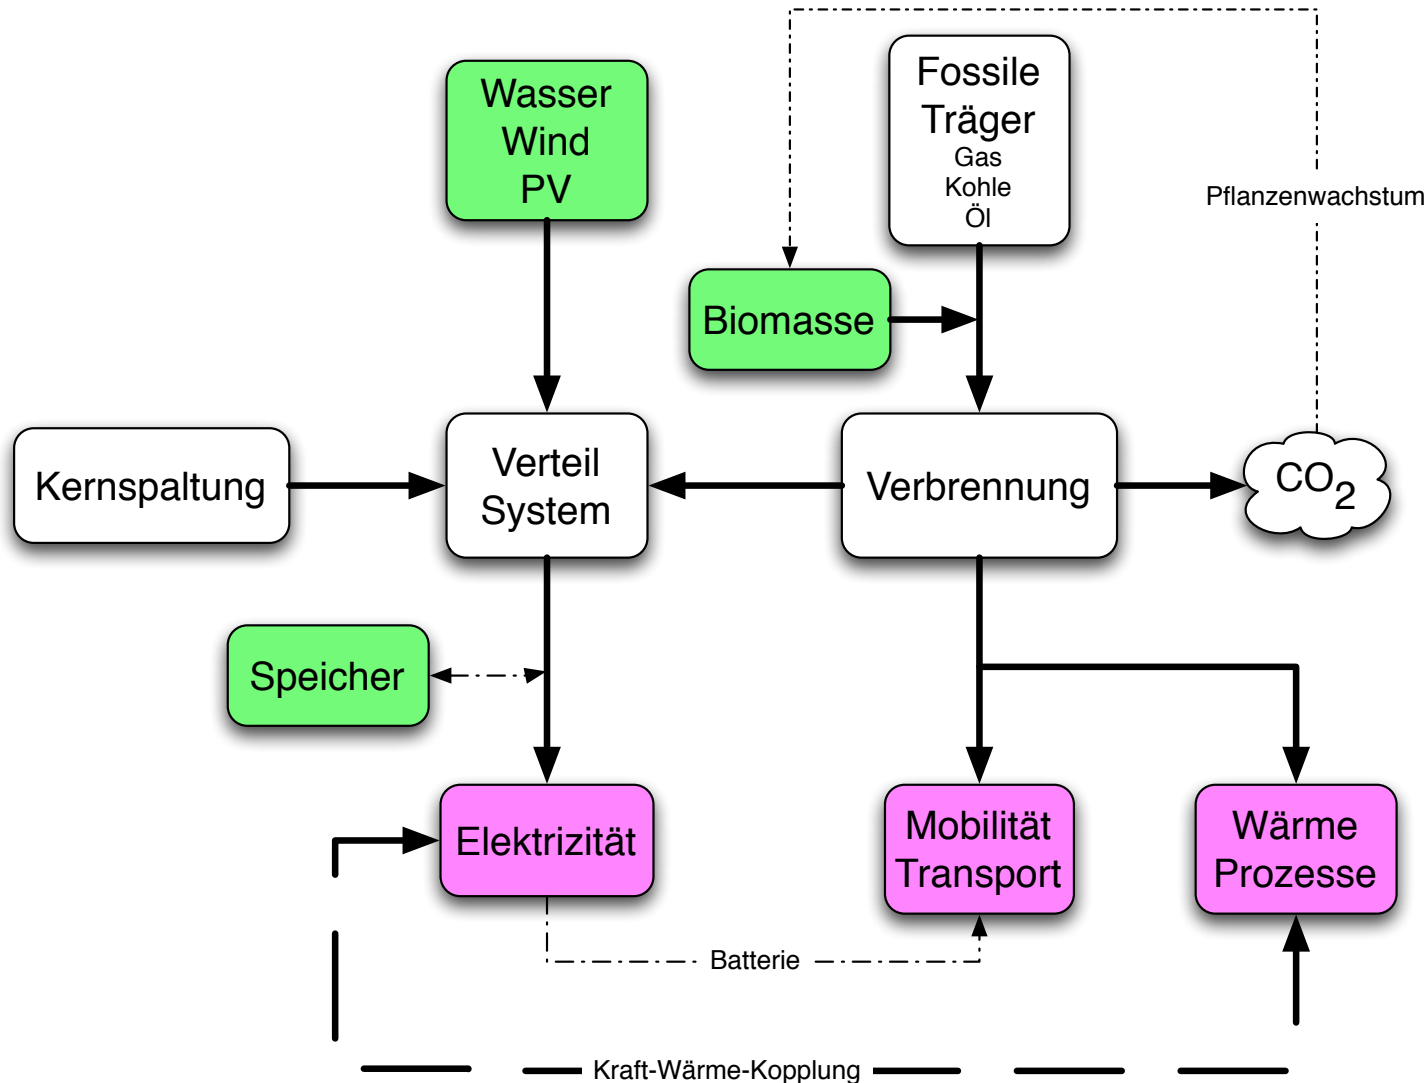 Wasser
Wind
PV
Fossile
Träger
Gas
Kohle
Öl
Pflanzenwachstum
Biomasse
Kernspaltung
Verteil
System
Verbrennung
CO2
Speicher
Elektrizität
Mobilität
Transport
Wärme
Prozesse
Batterie
Kraft-Wärme-Kopplung